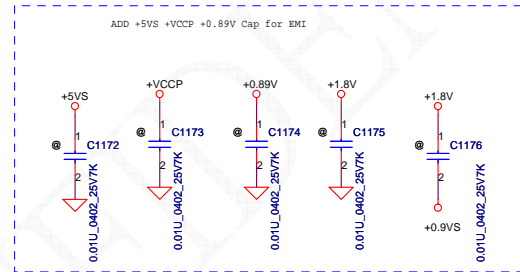 ADD +5VS +VCCP +0.89V Cap for EMI
+5VS
+VCCP
+0.89V
+1.8V
+1.8V
1
@
C1172
2
0.01U_0402_25V7K
1
@
C1173
2
0.01U_0402_25V7K
1
@
C1174
2
0.01U_0402_25V7K
1
@
C1175
2
0.01U_0402_25V7K
1
@
C1176
2
0.01U_0402_25V7K
+0.9VS